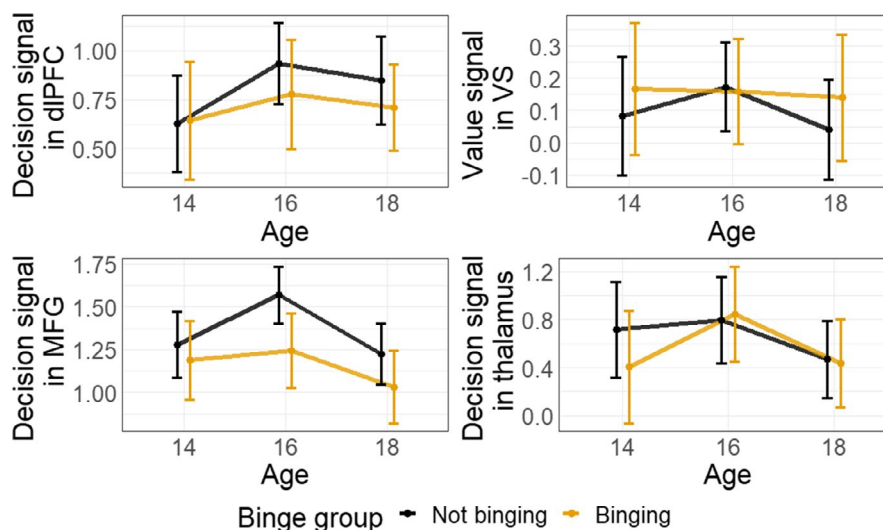 Decision signal
in dlPFC
1.00
0.75
0.50
14 16 18
Age
Value signal
in VS
0.3
0.2
0.1
0.0
-0.1
14 16 18
Age
Decision signal
in MFG
1.75
1.50
1.25
1.00
14 16 18
Age
Decision signal
in thalamus
1.2
0.8
0.4
0.0
14 16 18
Age
Binge group Not binging Binging